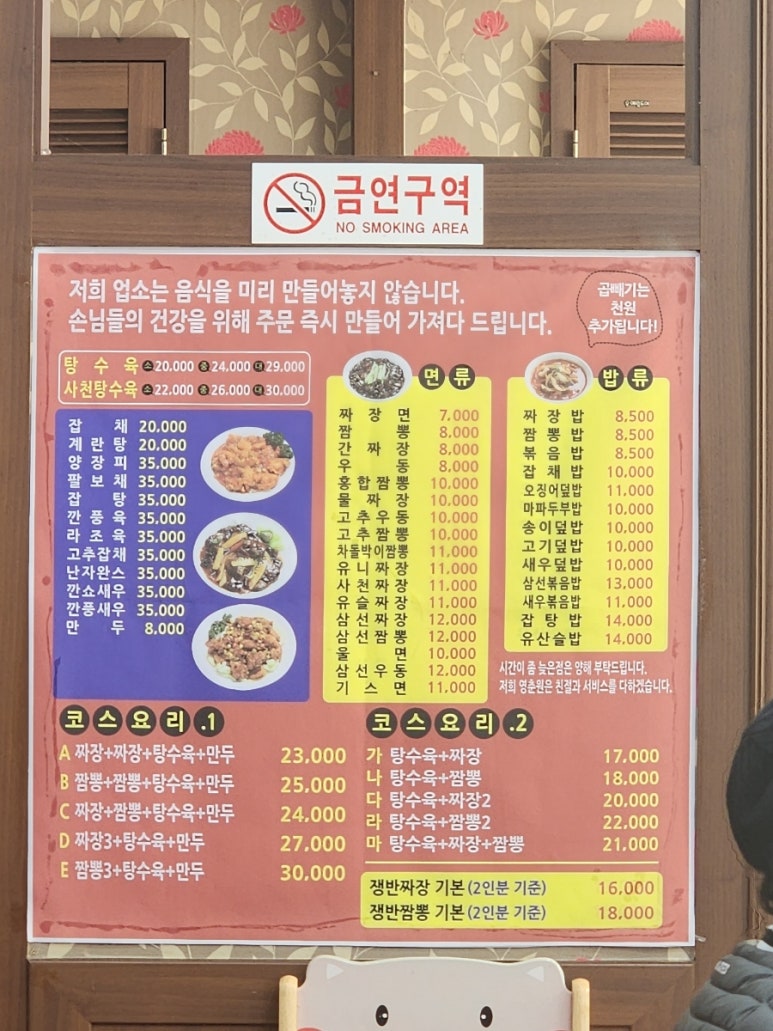 금연구역
NO SMOKING AREA
저희 업소는 음식을 미리 만들어놓지 않습니다.
손님들의 건강을 위해 주문 즉시 만들어 가져다 드립니다.
곱빼기는
천원
추가됩니다!
탕수육 소 20,000 중 24,000 대 29,000
사천탕수육 소 22,000 중 26,000 대 30,000
잡채 20,000
계란탕 20,000
양장피 35,000
팔보채 35,000
잡탕 35,000
깐풍육 35,000
라조육 35,000
고추잡채 35,000
난자완스 35,000
깐쇼새우 35,000
깐풍새우 35,000
만두 8,000
면류
짜장면 7,000
짬뽕 8,000
간짜장 8,000
우동 8,000
홍합짬뽕 10,000
물짜장 10,000
고추우동 10,000
고추짬뽕 10,000
차돌박이짬뽕 11,000
유니짜장 11,000
사천짜장 11,000
유슬짜장 11,000
삼선짜장 12,000
삼선짬뽕 12,000
울면 10,000
삼선우동 12,000
기스면 11,000
밥류
짜장밥 8,500
짬뽕밥 8,500
볶음밥 8,500
잡채밥 10,000
오징어덮밥 11,000
마파두부밥 10,000
송이덮밥 10,000
고기덮밥 10,000
새우덮밥 10,000
삼선볶음밥 13,000
새우볶음밥 11,000
잡탕밥 14,000
유산슬밥 14,000
시간이 좀 늦은점은 양해 부탁드립니다.
저희 영춘원은 친결과 서비스를 다하겠습니다.
코스요리.1
A 짜장+짜장+탕수육+만두 23,000
B 짬뽕+짬뽕+탕수육+만두 25,000
C 짜장+짬뽕+탕수육+만두 24,000
D 짜장3+탕수육+만두 27,000
E 짬뽕3+탕수육+만두 30,000
코스요리.2
가 탕수육+짜장 17,000
나 탕수육+짬뽕 18,000
다 탕수육+짜장2 20,000
라 탕수육+짬뽕2 22,000
마 탕수육+짜장+짬뽕 21,000
쟁반짜장 기본(2인분 기준) 16,000
쟁반짬뽕 기본(2인분 기준) 18,000